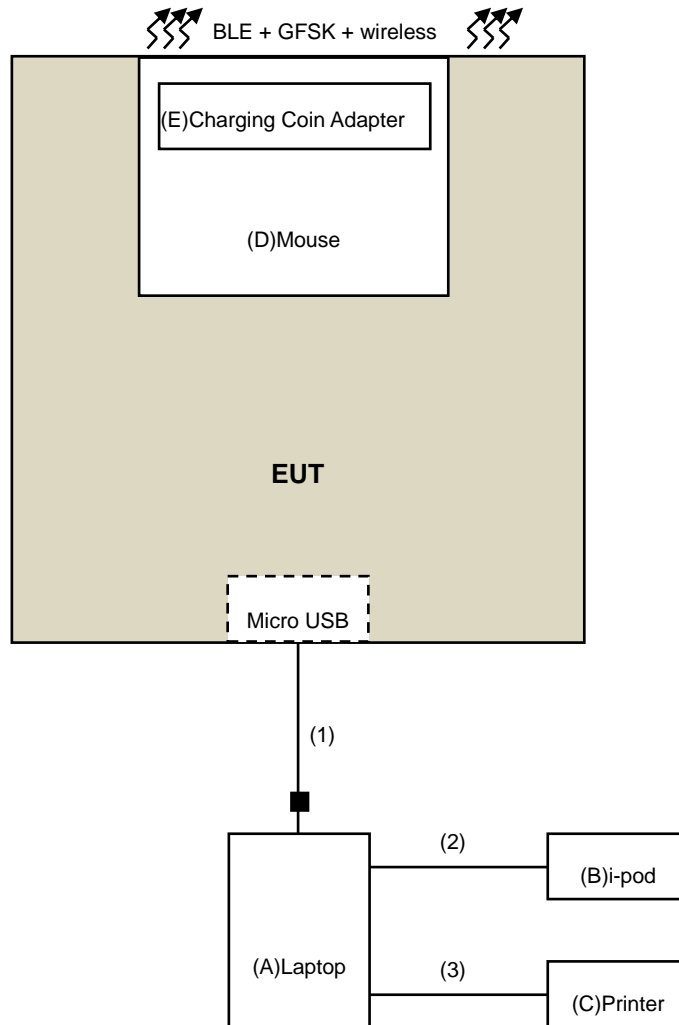 BLE + GFSK + wireless
(E)Charging Coin Adapter
(D)Mouse
EUT
Micro USB
(1)
(2)
(B)i-pod
(A)Laptop
(3)
(C)Printer